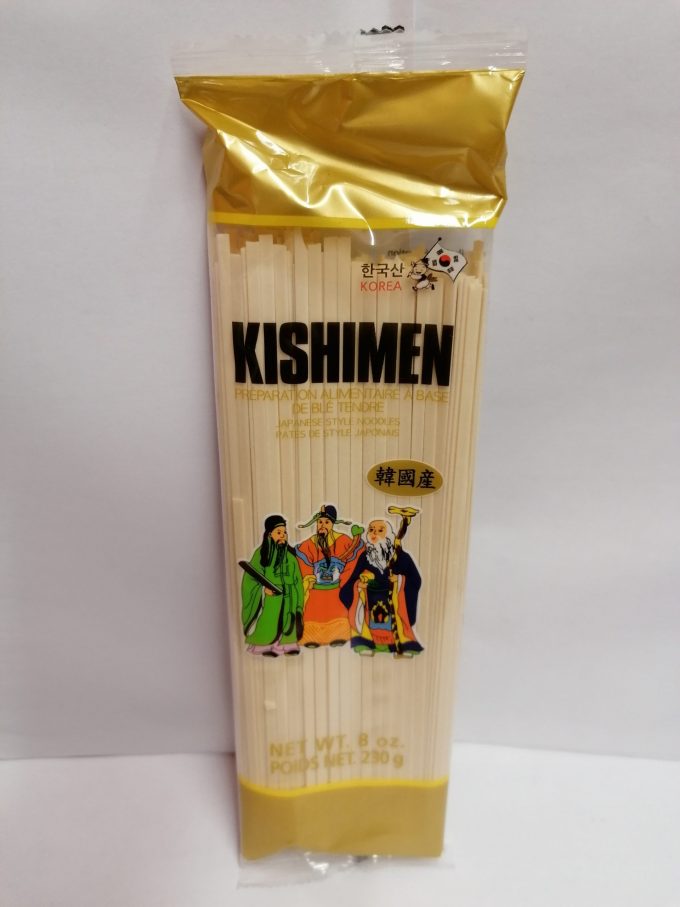 한국산
KOREA
KISHIMEN
PRÉPARATION ALIMENTAIRE À BASE
DE BLÉ TENDRE
JAPANESE STYLE NOODLES
PATES DE STYLE JAPONAIS
韓國産
NET WT. 8 oz.
POIDS NET. 230 g